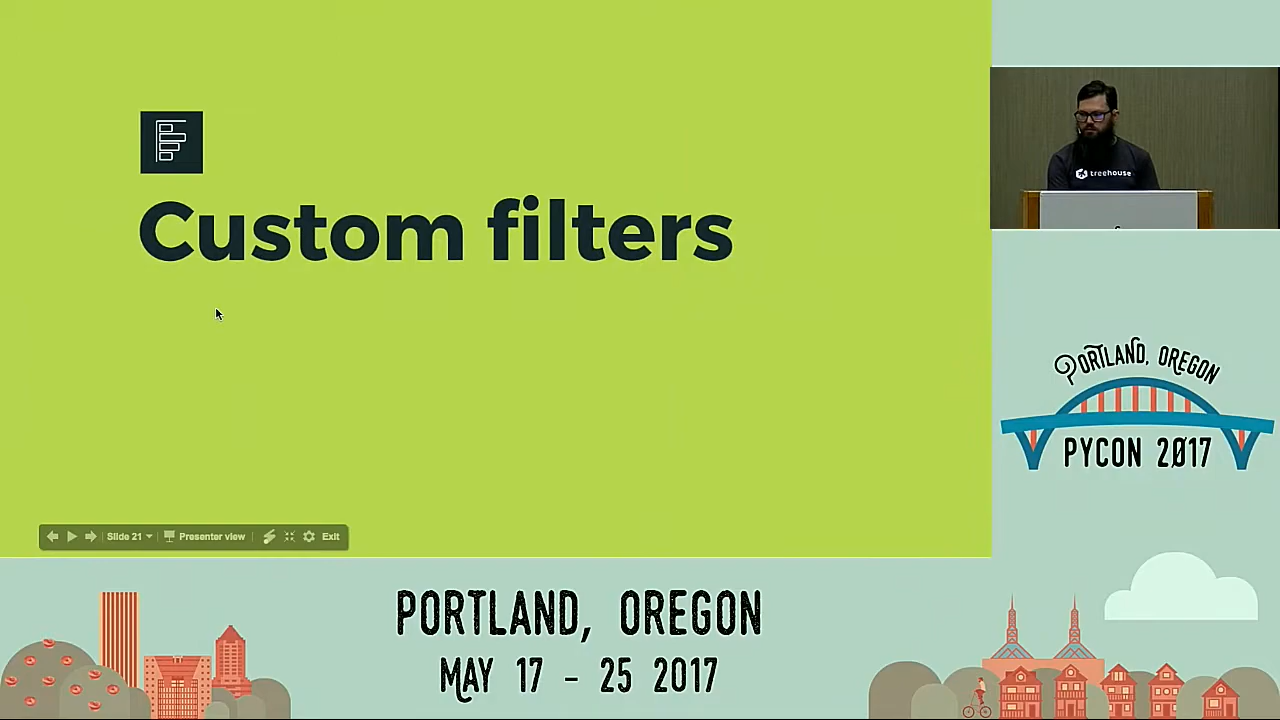 Custom filters
Slide 21
Presenter view
Exit
treehouse
PORTLAND, OREGON
PYCON 2017
PORTLAND, OREGON
MAY 17 - 25 2017